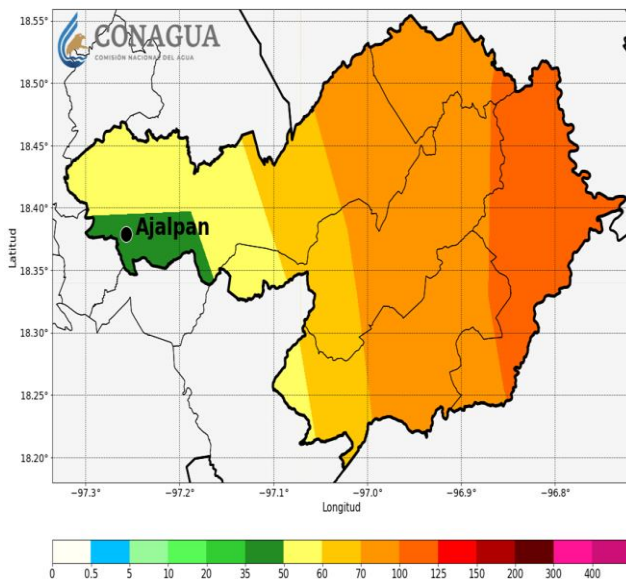 CONAGUA
COMISIÓN NACIONAL DEL AGUA
18.55°
18.50°
18.45°
18.40°
18.35°
18.30°
18.25°
18.20°
Latitud
Ajalpan
−97.3° −97.2° −97.1° −97.0° −96.9° −96.8°
Longitud
0 0.5 5 10 20 35 50 60 70 100 125 150 200 300 400